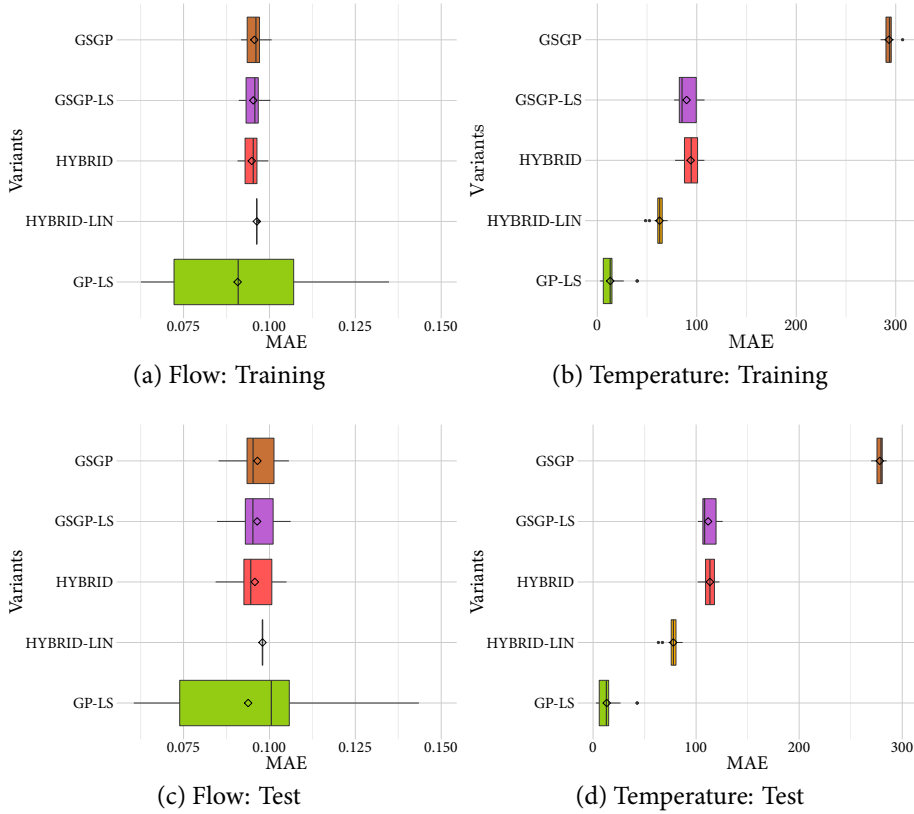 GSGP
GSGP-LS
HYBRID
HYBRID-LIN
GP-LS
Variants
0.075 0.100 0.125 0.150
MAE
(a) Flow: Training
GSGP
GSGP-LS
HYBRID
HYBRID-LIN
GP-LS
Variants
0 100 200 300
MAE
(b) Temperature: Training
GSGP
GSGP-LS
HYBRID
HYBRID-LIN
GP-LS
Variants
0.075 0.100 0.125 0.150
MAE
(c) Flow: Test
GSGP
GSGP-LS
HYBRID
HYBRID-LIN
GP-LS
Variants
0 100 200 300
MAE
(d) Temperature: Test